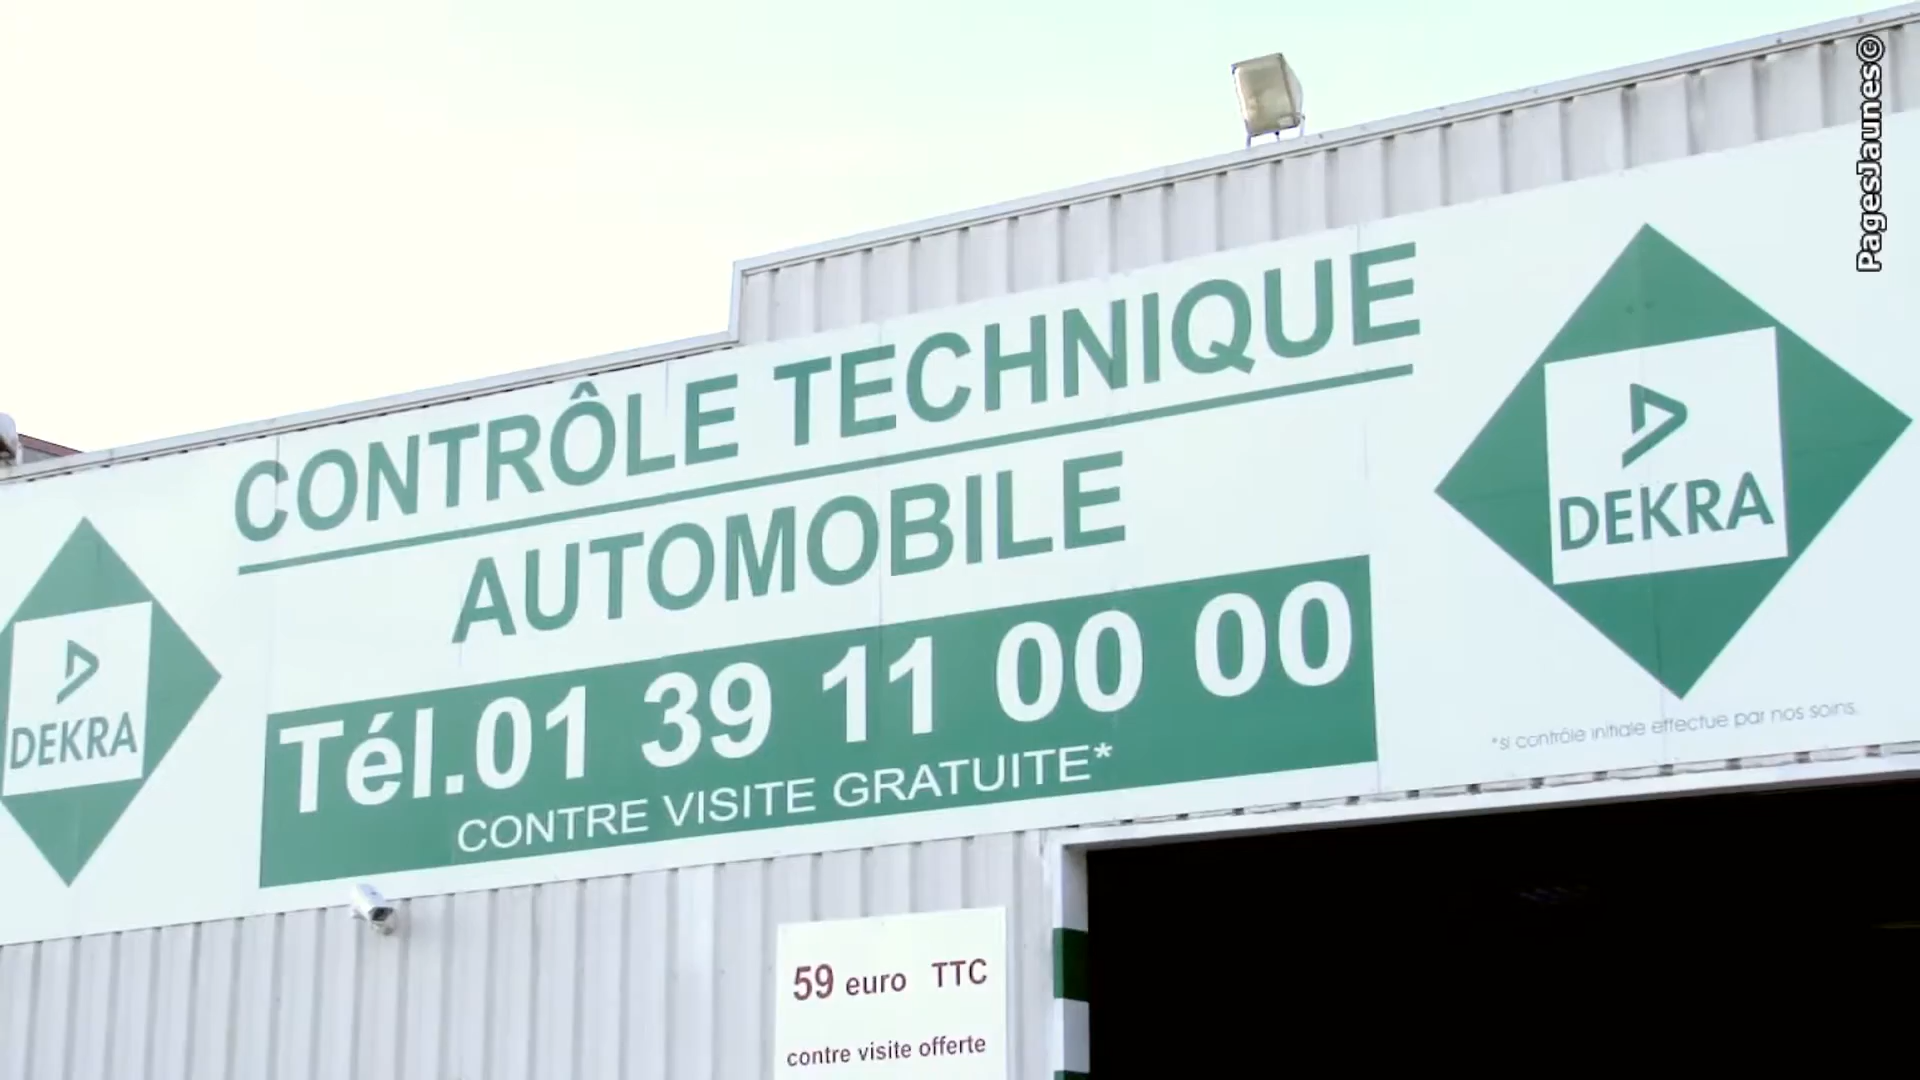 PagesJaunes©
CONTRÔLE TECHNIQUE
AUTOMOBILE
Tél.01 39 11 00 00
CONTRE VISITE GRATUITE*
DEKRA
DEKRA
*si contrôle initiale effectue par nos soins.
59 euro TTC
contre visite offerte